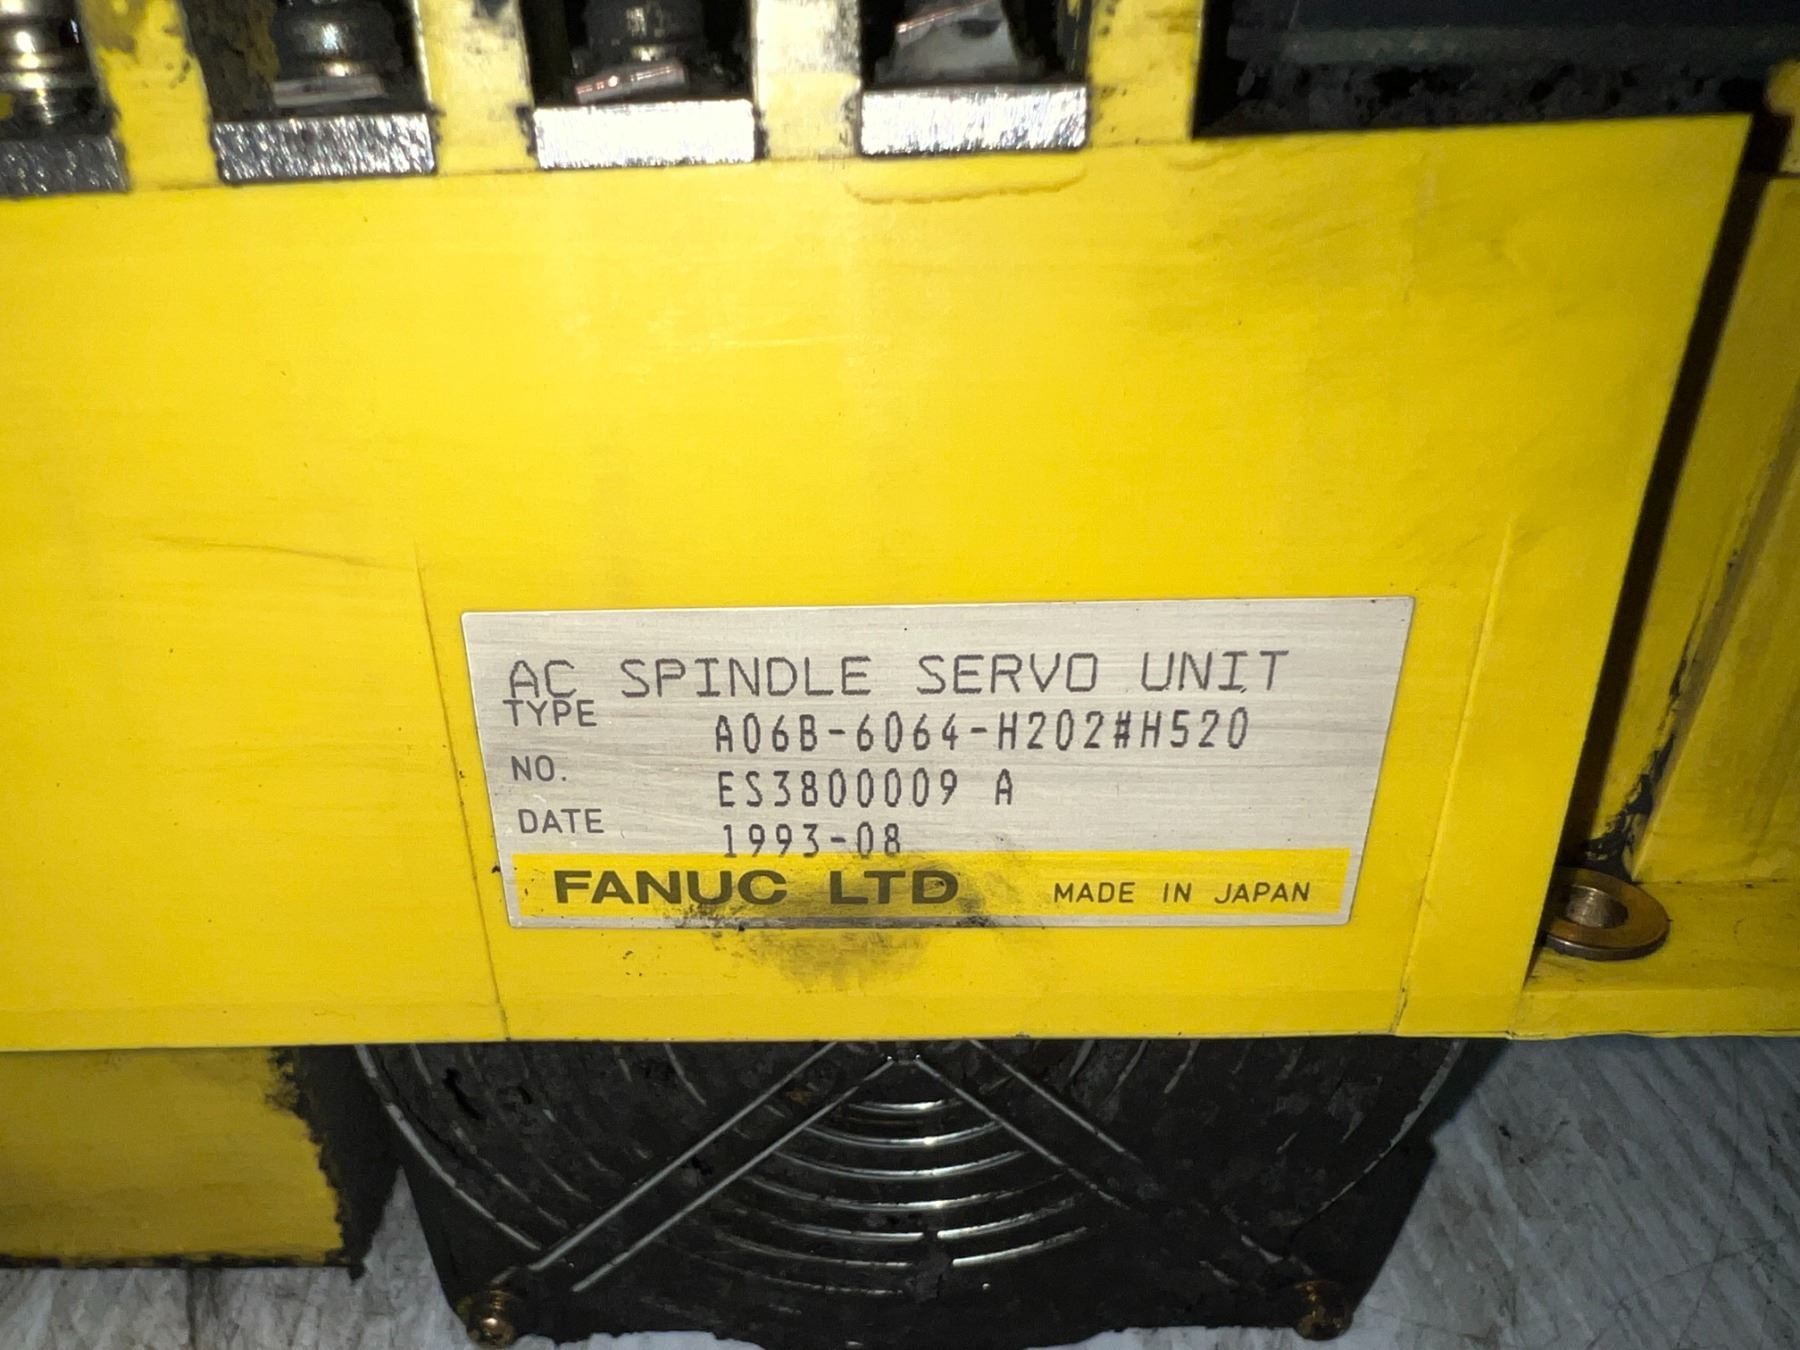 AC SPINDLE SERVO UNIT
TYPE A06B-6064-H202#H520
NO. ES3800009 A
DATE 1993-08
FANUC LTD MADE IN JAPAN